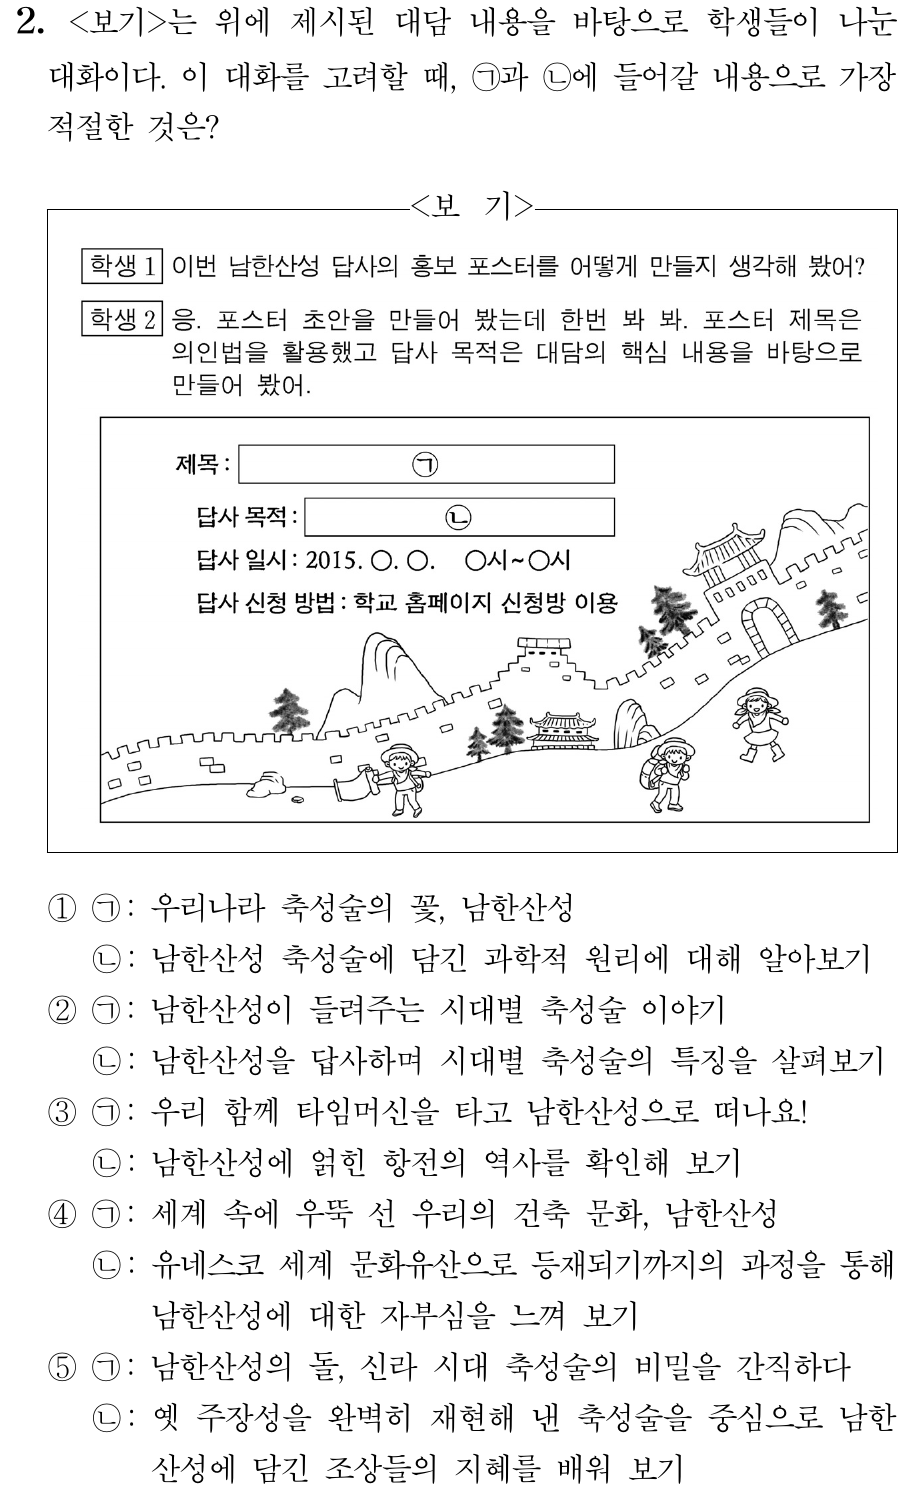 2. <보기>는 위에 제시된 대담 내용을 바탕으로 학생들이 나눈
대화이다. 이 대화를 고려할 때, ㉠과 ㉡에 들어갈 내용으로 가장
적절한 것은?
<보 기>
학생 1 이번 남한산성 답사의 홍보 포스터를 어떻게 만들지 생각해 봤어?
학생 2 응. 포스터 초안을 만들어 봤는데 한번 봐 봐. 포스터 제목은
의인법을 활용했고 답사 목적은 대담의 핵심 내용을 바탕으로
만들어 봤어.
제목 : ㉠
답사 목적 : ㉡
답사 일시 : 2015. ○. ○. ○시~○시
답사 신청 방법 : 학교 홈페이지 신청방 이용
① ㉠: 우리나라 축성술의 꽃, 남한산성
㉡: 남한산성 축성술에 담긴 과학적 원리에 대해 알아보기
② ㉠: 남한산성이 들려주는 시대별 축성술 이야기
㉡: 남한산성을 답사하며 시대별 축성술의 특징을 살펴보기
③ ㉠: 우리 함께 타임머신을 타고 남한산성으로 떠나요!
㉡: 남한산성에 얽힌 항전의 역사를 확인해 보기
④ ㉠: 세계 속에 우뚝 선 우리의 건축 문화, 남한산성
㉡: 유네스코 세계 문화유산으로 등재되기까지의 과정을 통해
남한산성에 대한 자부심을 느껴 보기
⑤ ㉠: 남한산성의 돌, 신라 시대 축성술의 비밀을 간직하다
㉡: 옛 주장성을 완벽히 재현해 낸 축성술을 중심으로 남한
산성에 담긴 조상들의 지혜를 배워 보기